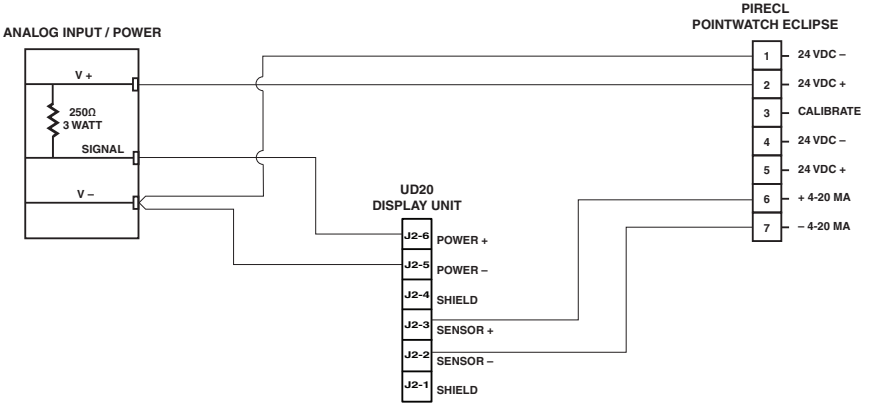 PIRECL
POINTWATCH ECLIPSE
ANALOG INPUT / POWER
V +
250Ω
3 WATT
SIGNAL
V –
1 24 VDC –
2 24 VDC +
3 CALIBRATE
4 24 VDC –
5 24 VDC +
6 + 4-20 MA
7 – 4-20 MA
UD20
DISPLAY UNIT
J2-6 POWER +
J2-5 POWER –
J2-4 SHIELD
J2-3 SENSOR +
J2-2 SENSOR –
J2-1 SHIELD